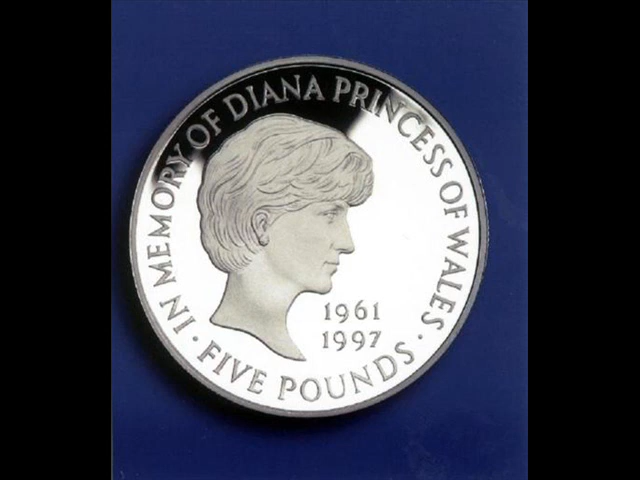 IN MEMORY OF DIANA PRINCESS OF WALES
1961
1997
· FIVE POUNDS ·